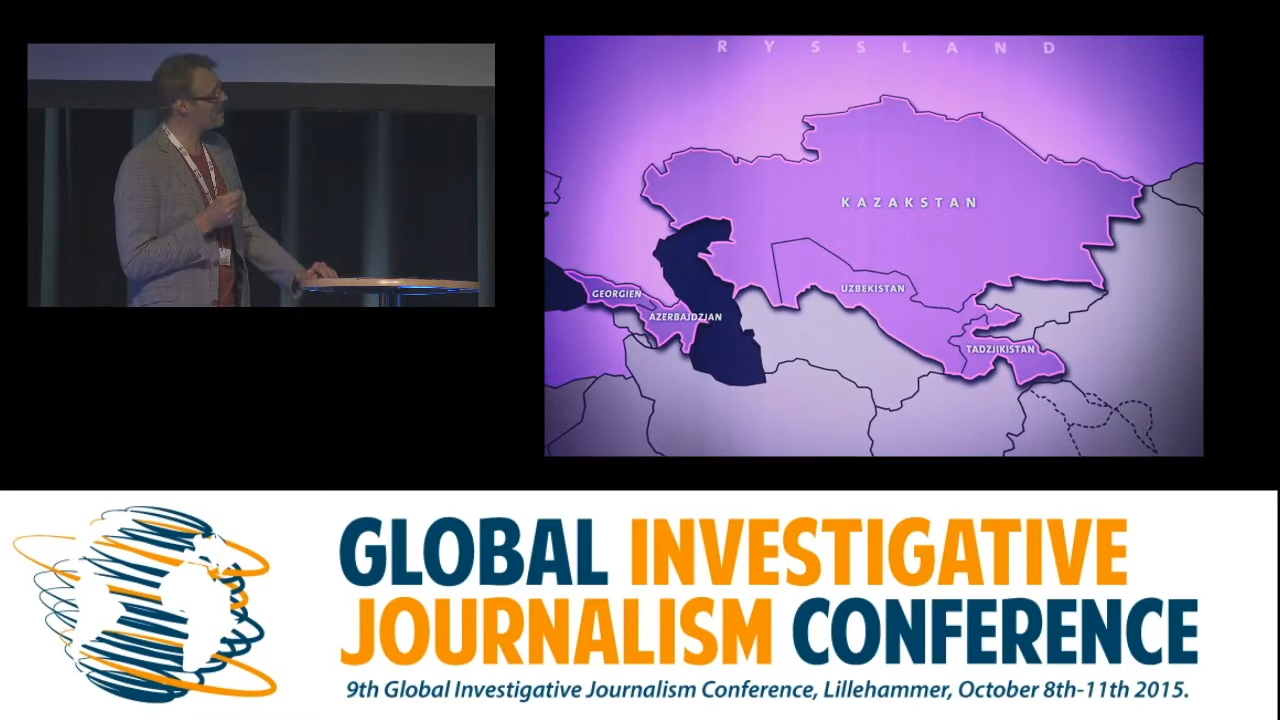 R Y S S L A N D
KAZAKSTAN
UZBEKISTAN
GEORGIEN
AZERBAJDZJAN
TADZJIKISTAN
GLOBAL INVESTIGATIVE
JOURNALISM CONFERENCE
9th Global Investigative Journalism Conference, Lillehammer, October 8th-11th 2015.